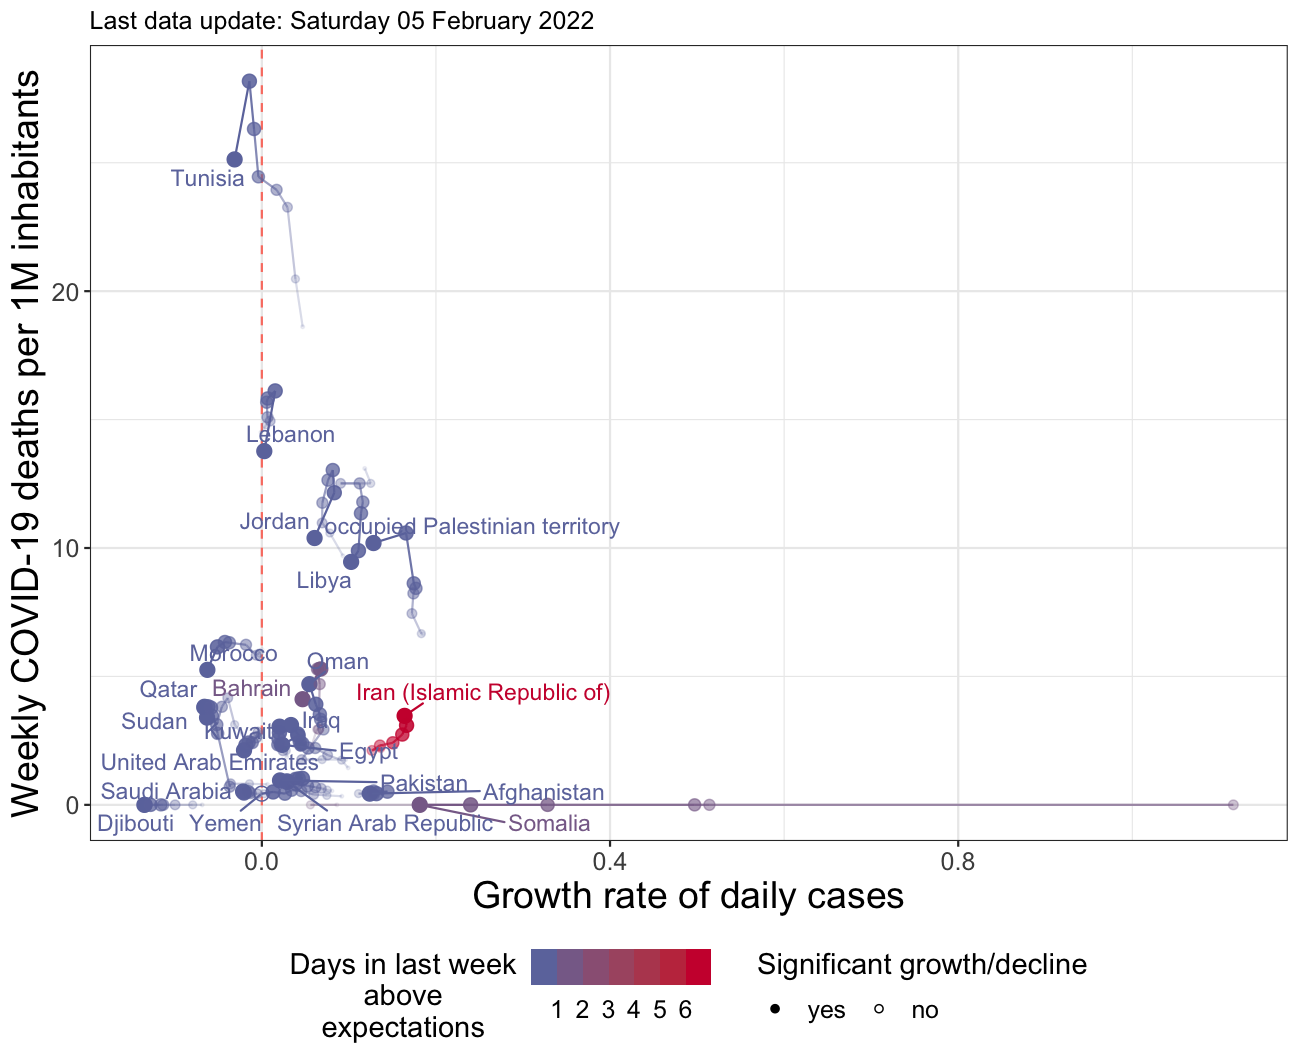 Last data update: Saturday 05 February 2022
Weekly COVID-19 deaths per 1M inhabitants
20
10
0
Tunisia
Lebanon
Jordan
occupied Palestinian territory
Libya
Morocco
Oman
Qatar
Bahrain
Iran (Islamic Republic of)
Sudan
Kuwait
Iraq
Egypt
United Arab Emirates
Saudi Arabia
Pakistan
Afghanistan
Djibouti
Yemen
Syrian Arab Republic
Somalia
0.0
0.4
0.8
Growth rate of daily cases
Days in last week
above
expectations
1 2 3 4 5 6
Significant growth/decline
yes
no